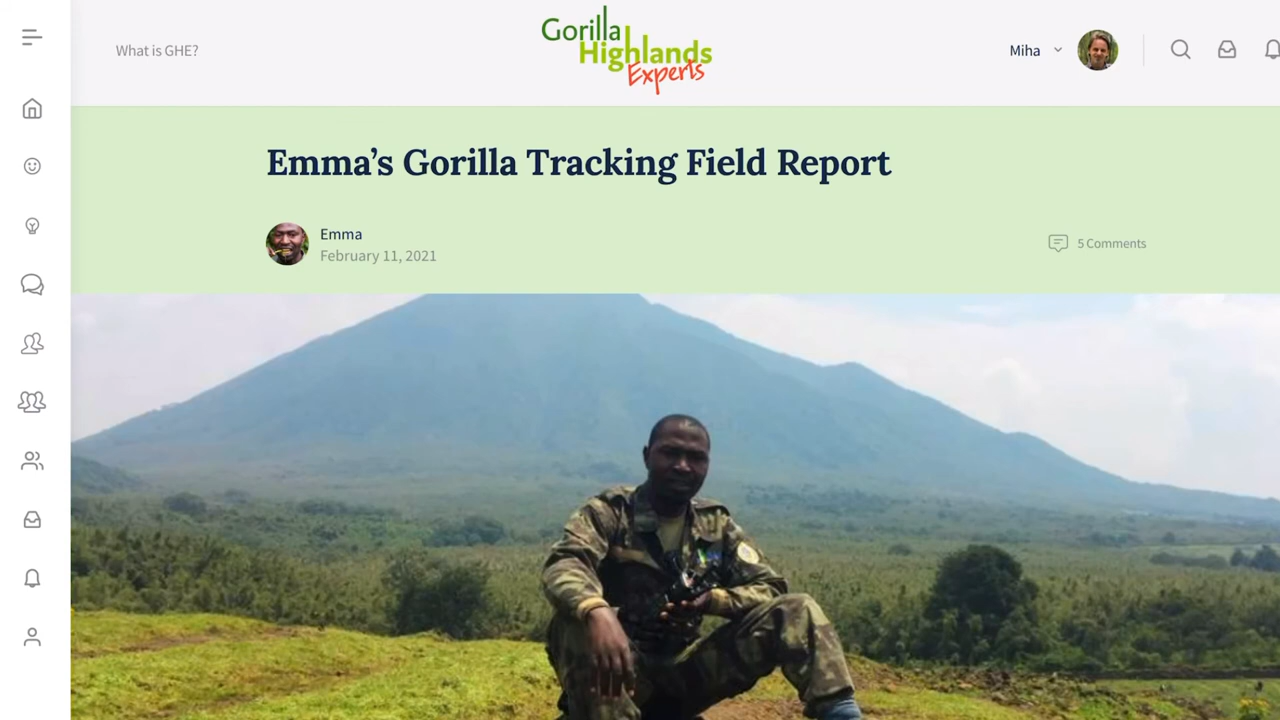 What is GHE?
Gorilla
Highlands
Experts
Miha
Emma's Gorilla Tracking Field Report
Emma
February 11, 2021
5 Comments